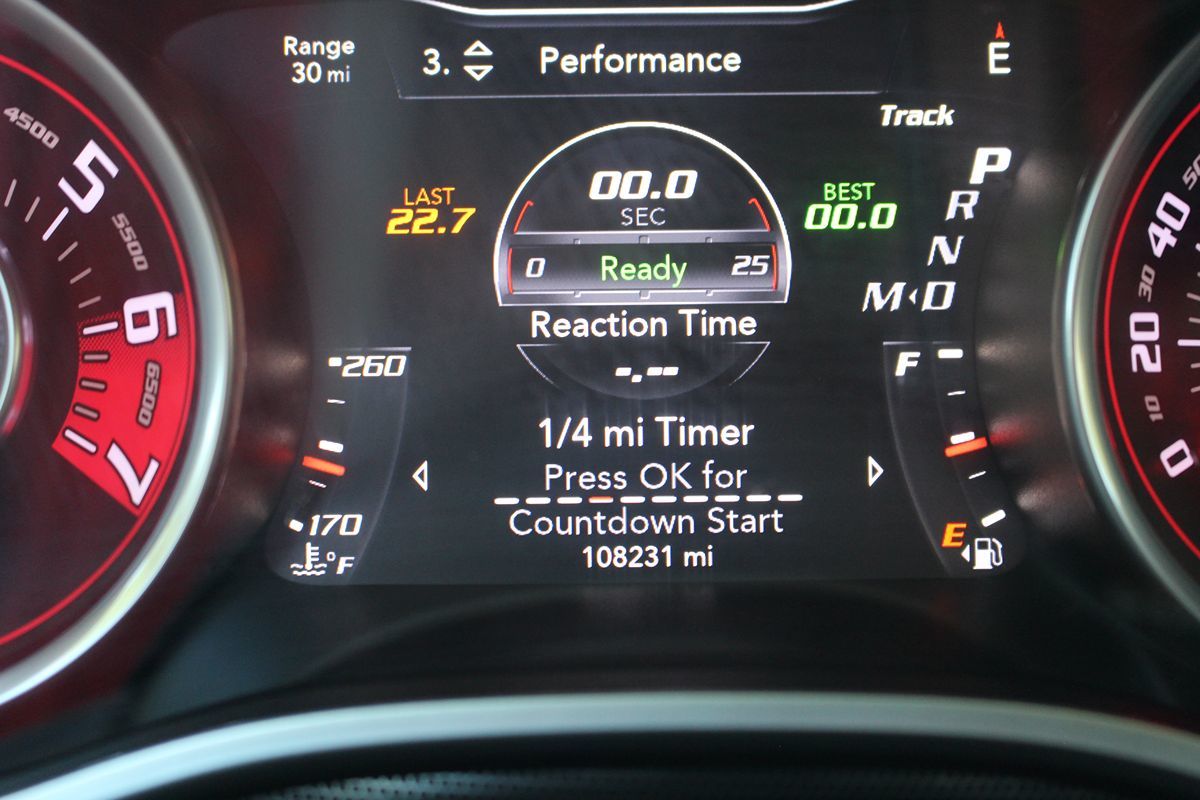 Range
30 mi
3. Performance
E
Track
4500
5
5500
6
6500
7
LAST
22.7
00.0
SEC
0 Ready 25
BEST
00.0
P
R
N
M D
Reaction Time
-.--
260
170
°F
1/4 mi Timer
Press OK for
Countdown Start
108231 mi
F
E
40
30
20
10
0